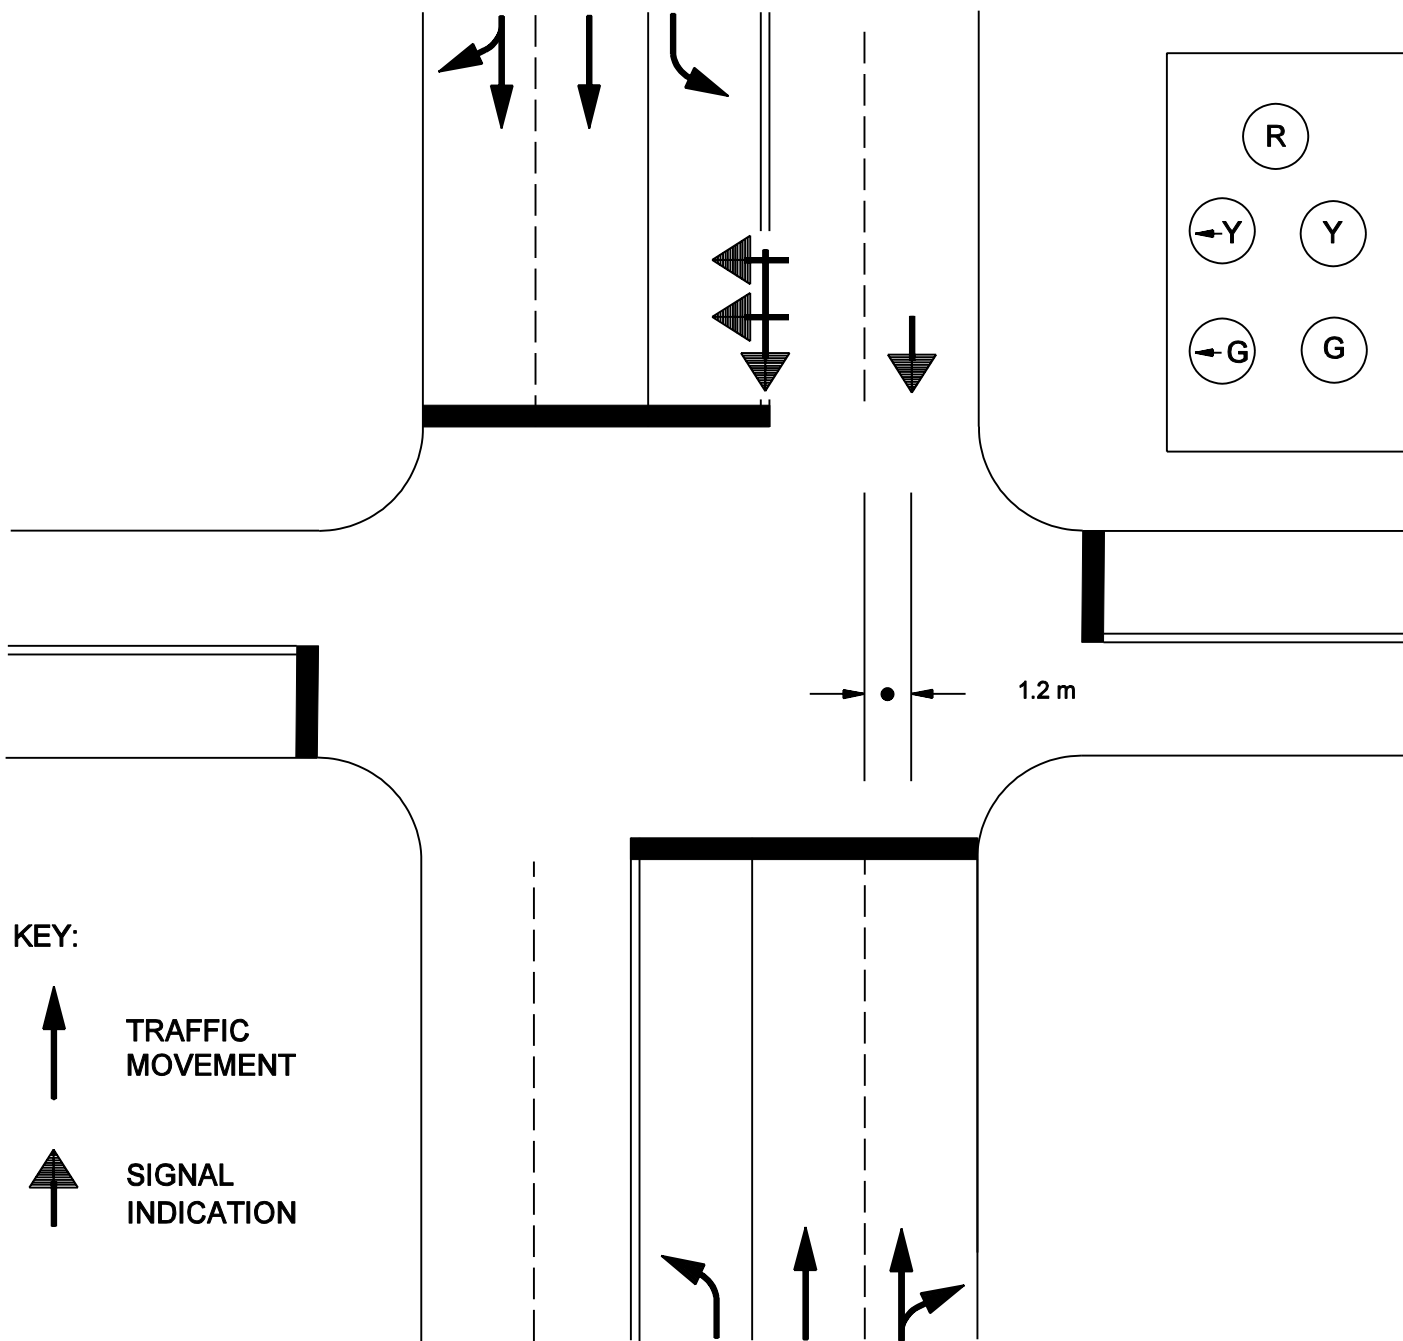 R
Y Y
G G
1.2 m
KEY:
TRAFFIC
MOVEMENT
SIGNAL
INDICATION